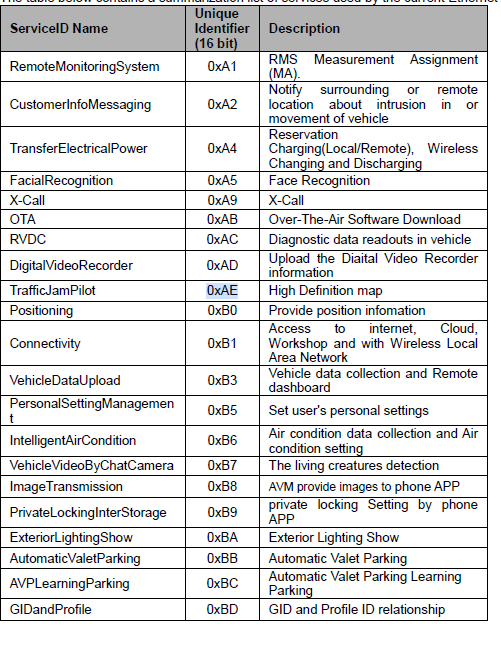 The table below contains a summarization list of services used by the current Ethernet
ServiceID Name
Unique
Identifier
(16 bit)
Description
RemoteMonitoringSystem
0xA1
RMS Measurement Assignment
(MA).
CustomerInfoMessaging
0xA2
Notify surrounding or remote
location about intrusion in or
movement of vehicle
TransferElectricalPower
0xA4
Reservation
Charging(Local/Remote), Wireless
Changing and Discharging
FacialRecognition
0xA5
Face Recognition
X-Call
0xA9
X-Call
OTA
0xAB
Over-The-Air Software Download
RVDC
0xAC
Diagnostic data readouts in vehicle
DigitalVideoRecorder
0xAD
Upload the Diaital Video Recorder
information
TrafficJamPilot
0xAE
High Definition map
Positioning
0xB0
Provide position infomation
Connectivity
0xB1
Access to internet, Cloud,
Workshop and with Wireless Local
Area Network
VehicleDataUpload
0xB3
Vehicle data collection and Remote
dashboard
PersonalSettingManagemen
t
0xB5
Set user's personal settings
IntelligentAirCondition
0xB6
Air condition data collection and Air
condition setting
VehicleVideoByChatCamera
0xB7
The living creatures detection
ImageTransmission
0xB8
AVM provide images to phone APP
PrivateLockingInterStorage
0xB9
private locking Setting by phone
APP
ExteriorLightingShow
0xBA
Exterior Lighting Show
AutomaticValetParking
0xBB
Automatic Valet Parking
AVPLearningParking
0xBC
Automatic Valet Parking Learning
Parking
GIDandProfile
0xBD
GID and Profile ID relationship